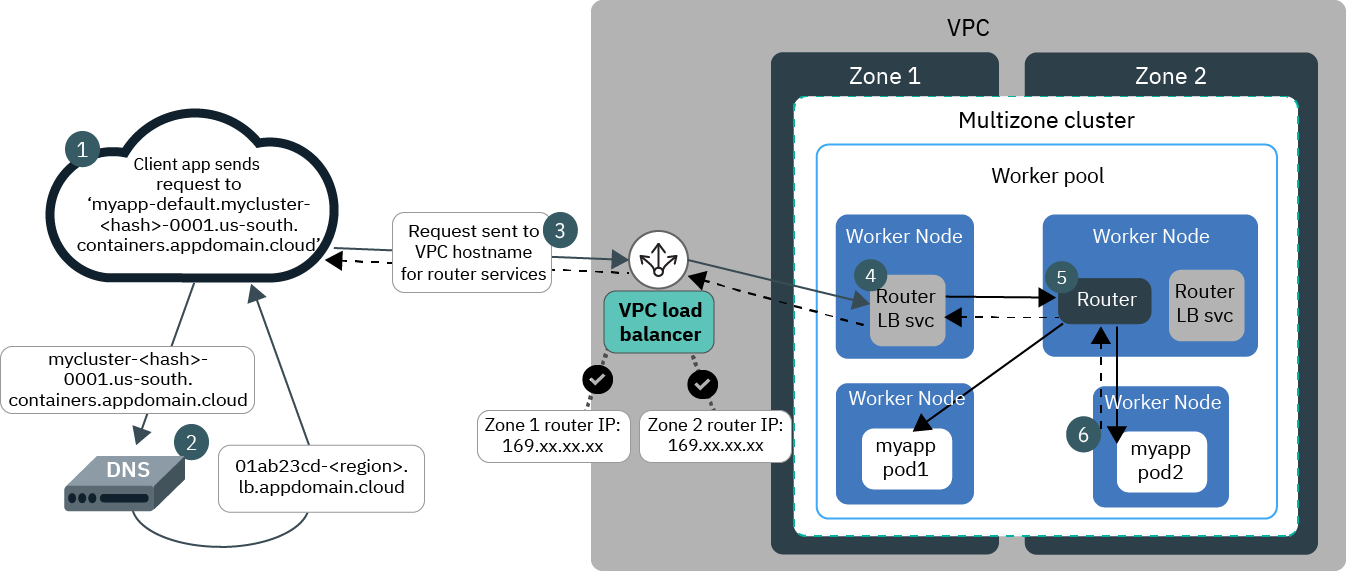 VPC
Zone 1
Zone 2
Multizone cluster
Worker pool
1
Client app sends
request to
‘myapp-default.mycluster-
<hash>-0001.us-south.
containers.appdomain.cloud’
Request sent to
VPC hostname
for router services
3
VPC load
balancer
Worker Node
4
Router
LB svc
Worker Node
5
Router
Router
LB svc
mycluster-<hash>-
0001.us-south.
containers.appdomain.cloud
2
DNS
01ab23cd-<region>.
lb.appdomain.cloud
Zone 1 router IP:
169.xx.xx.xx
Zone 2 router IP:
169.xx.xx.xx
Worker Node
myapp
pod1
Worker Node
6
myapp
pod2